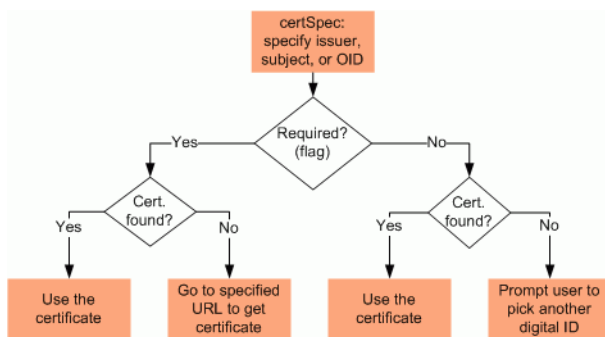 certSpec:
specify issuer,
subject, or OID
Required?
(flag)
Yes
No
Cert.
found?
Cert.
found?
Yes
No
Yes
No
Use the
certificate
Go to specified
URL to get
certificate
Use the
certificate
Prompt user to
pick another
digital ID